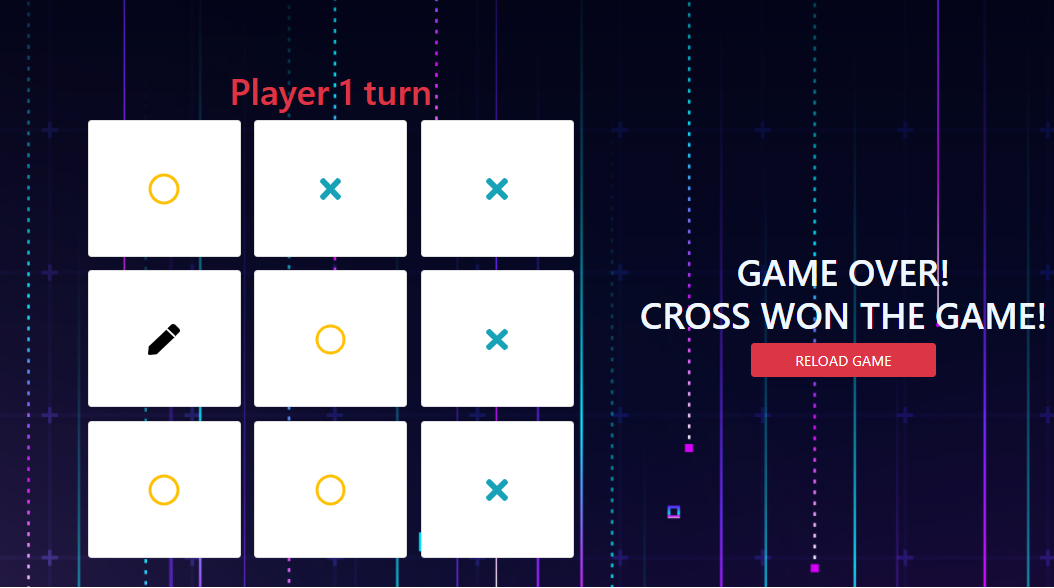 Player 1 turn
GAME OVER!
CROSS WON THE GAME!
RELOAD GAME